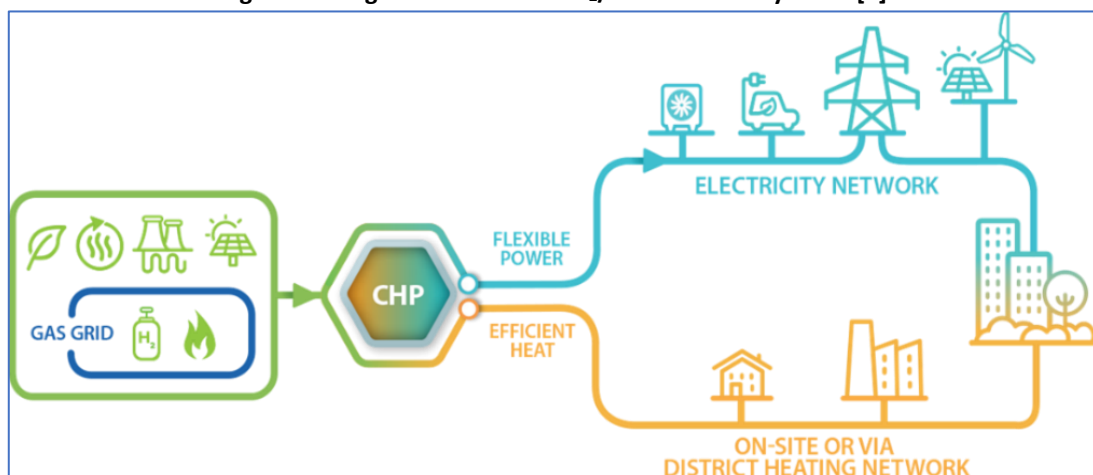 GAS GRID
H₂
CHP
FLEXIBLE
POWER
EFFICIENT
HEAT
ELECTRICITY NETWORK
ON-SITE OR VIA
DISTRICT HEATING NETWORK